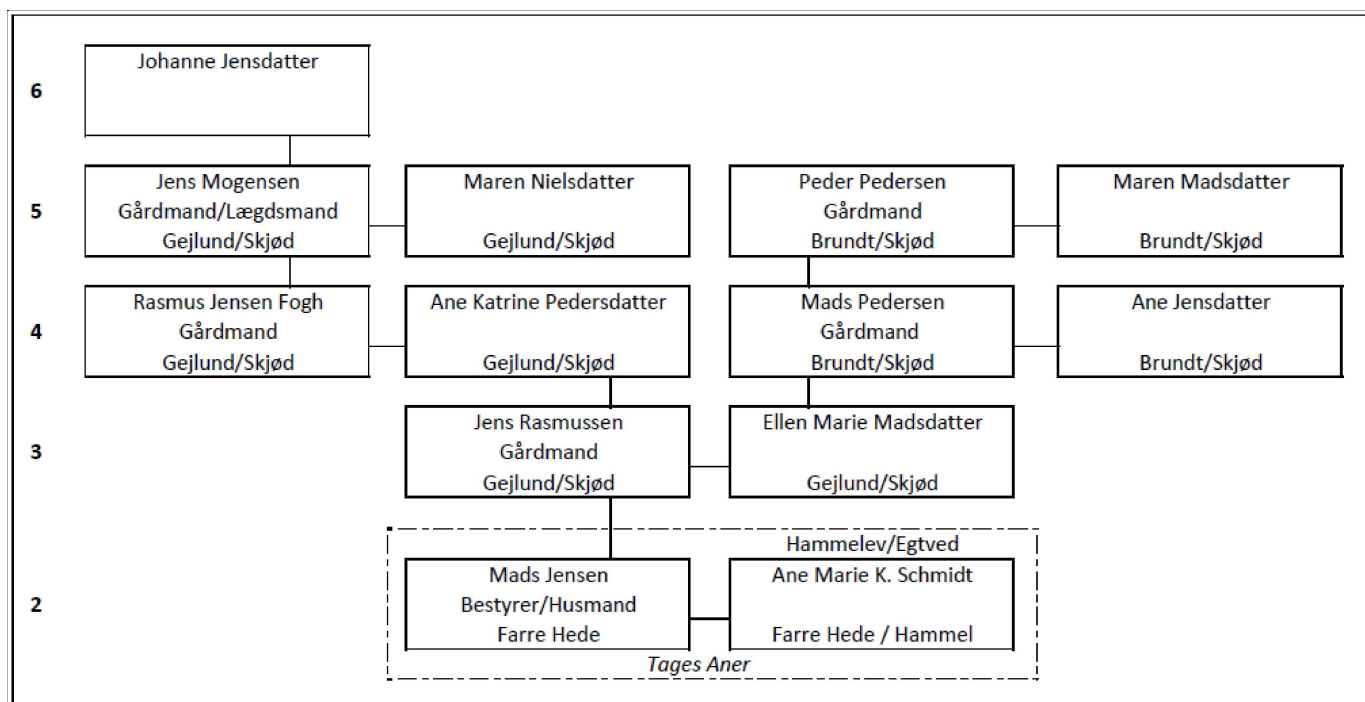 6
Johanne Jensdatter
5
Jens Mogensen
Gårdmand/Lægdsmand
Gejlund/Skjød
Maren Nielsdatter
Gejlund/Skjød
Peder Pedersen
Gårdmand
Brundt/Skjød
Maren Madsdatter
Brundt/Skjød
4
Rasmus Jensen Fogh
Gårdmand
Gejlund/Skjød
Ane Katrine Pedersdatter
Gejlund/Skjød
Mads Pedersen
Gårdmand
Brundt/Skjød
Ane Jensdatter
Brundt/Skjød
3
Jens Rasmussen
Gårdmand
Gejlund/Skjød
Ellen Marie Madsdatter
Gejlund/Skjød
Hammelev/Egtved
2
Mads Jensen
Bestyrer/Husmand
Farre Hede
Ane Marie K. Schmidt
Farre Hede / Hammel
Tages Aner